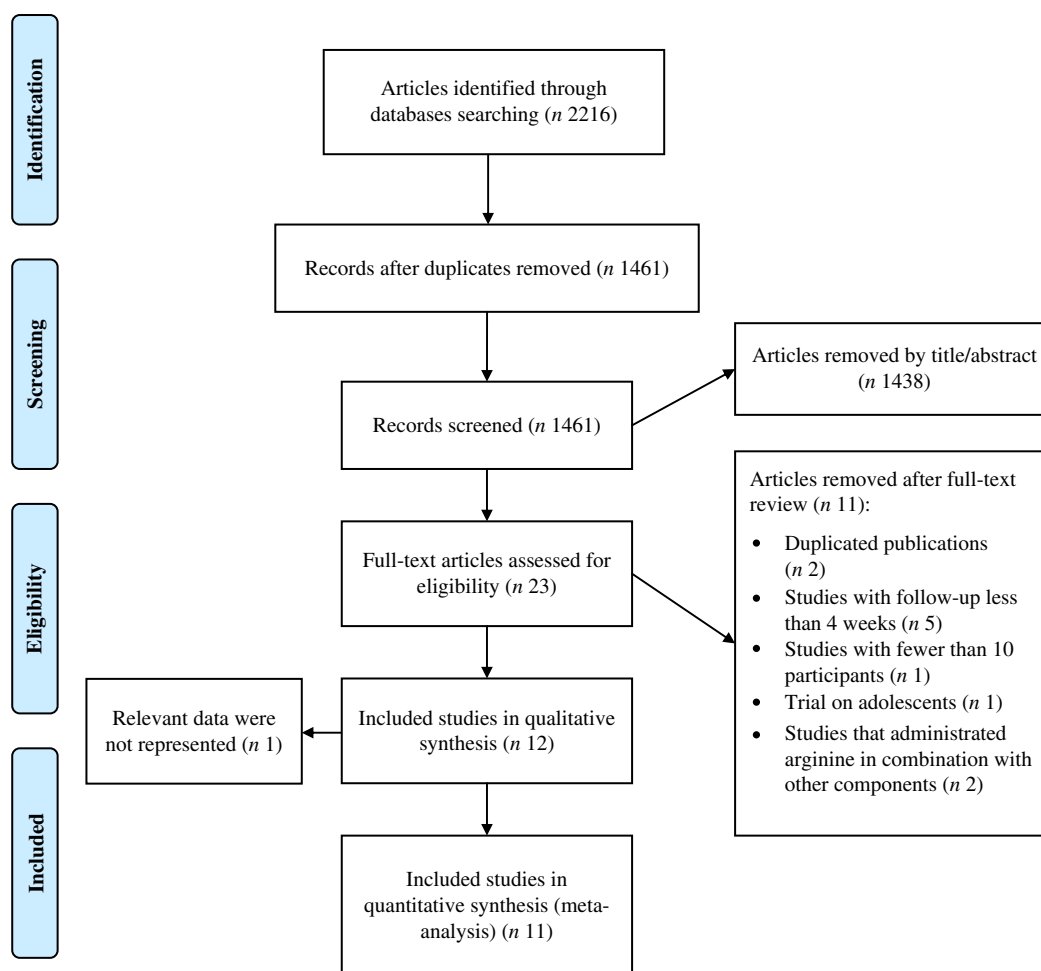 Identification
Articles identified through
databases searching (n 2216)
Records after duplicates removed (n 1461)
Screening
Articles removed by title/abstract
(n 1438)
Records screened (n 1461)
Articles removed after full-text
review (n 11):
• Duplicated publications
(n 2)
• Studies with follow-up less
than 4 weeks (n 5)
• Studies with fewer than 10
participants (n 1)
• Trial on adolescents (n 1)
• Studies that administrated
arginine in combination with
other components (n 2)
Eligibility
Full-text articles assessed for
eligibility (n 23)
Relevant data were
not represented (n 1)
Included studies in qualitative
synthesis (n 12)
Included
Included studies in
quantitative synthesis (meta-
analysis) (n 11)